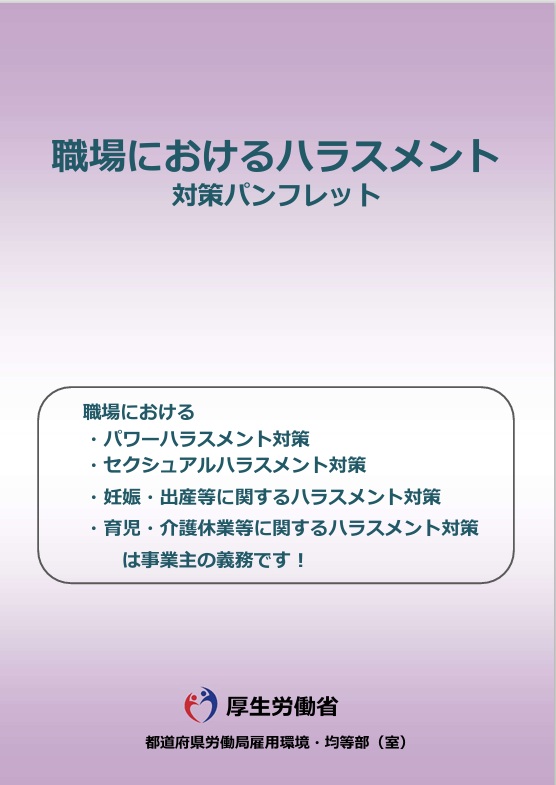 職場におけるハラスメント
対策パンフレット
職場における
・パワーハラスメント対策
・セクシュアルハラスメント対策
・妊娠・出産等に関するハラスメント対策
・育児・介護休業等に関するハラスメント対策
は事業主の義務です！
厚生労働省
都道府県労働局雇用環境・均等部（室）